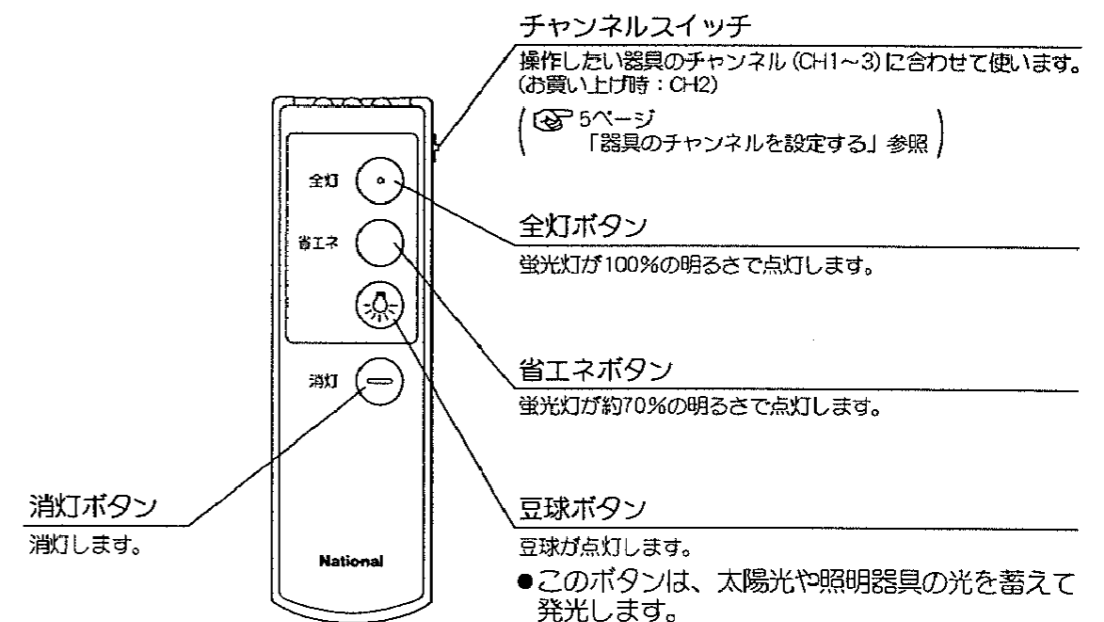 チャンネルスイッチ
操作したい器具のチャンネル(CH1～3)に合わせて使います。
(お買い上げ時：CH2)
(☞5ページ
「器具のチャンネルを設定する」参照)
全灯
省エネ
消灯
National
全灯ボタン
蛍光灯が100%の明るさで点灯します。
省エネボタン
蛍光灯が約70%の明るさで点灯します。
消灯ボタン
消灯します。
豆球ボタン
豆球が点灯します。
●このボタンは、太陽光や照明器具の光を蓄えて
発光します。